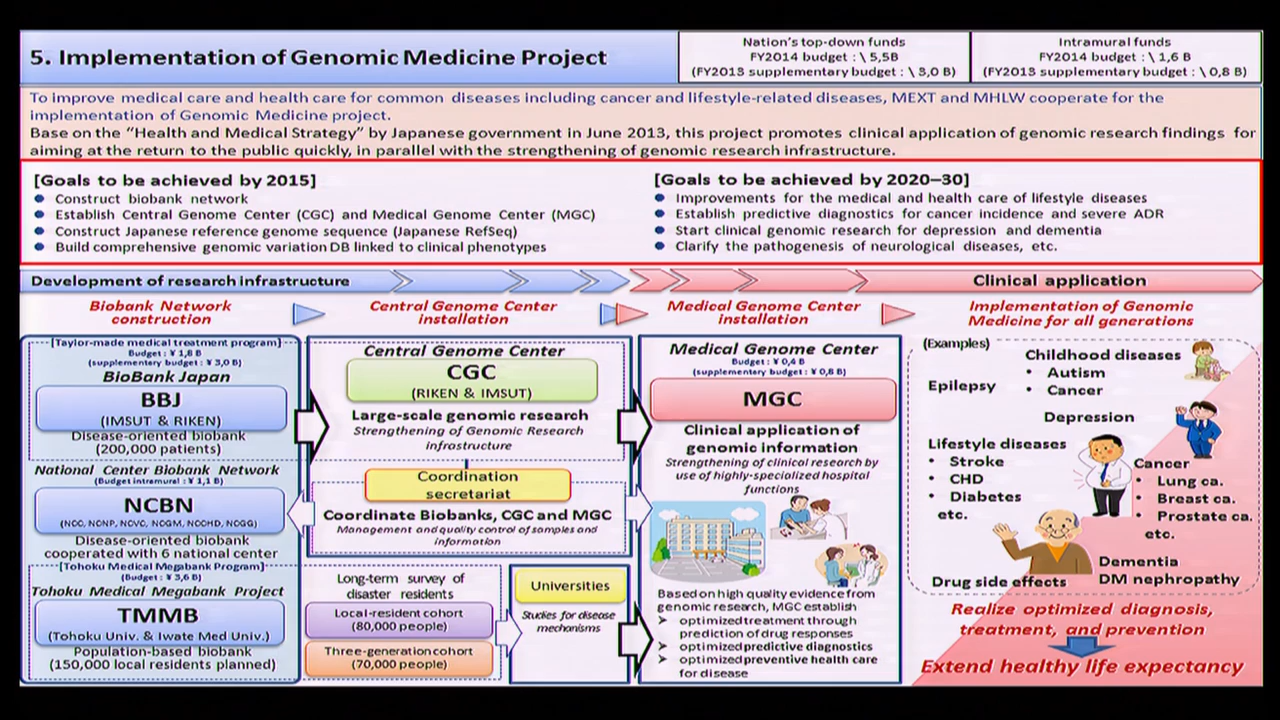 5. Implementation of Genomic Medicine Project
Nation's top-down funds
FY2014 budget : \ 5,5B
(FY2013 supplementary budget : \ 3,0 B)
Intramural funds
FY2014 budget : \ 1,6 B
(FY2013 supplementary budget : \ 0,8 B)
To improve medical care and health care for common diseases including cancer and lifestyle-related diseases, MEXT and MHLW cooperate for the
implementation of Genomic Medicine project.
Base on the “Health and Medical Strategy” by Japanese government in June 2013, this project promotes clinical application of genomic research findings for
aiming at the return to the public quickly, in parallel with the strengthening of genomic research infrastructure.
[Goals to be achieved by 2015]
● Construct biobank network
● Establish Central Genome Center (CGC) and Medical Genome Center (MGC)
● Construct Japanese reference genome sequence (Japanese RefSeq)
● Build comprehensive genomic variation DB linked to clinical phenotypes
[Goals to be achieved by 2020–30]
● Improvements for the medical and health care of lifestyle diseases
● Establish predictive diagnostics for cancer incidence and severe ADR
● Start clinical genomic research for depression and dementia
● Clarify the pathogenesis of neurological diseases, etc.
Development of research infrastructure
Clinical application
Biobank Network
construction
Central Genome Center
installation
Medical Genome Center
installation
Implementation of Genomic
Medicine for all generations
[Taylor-made medical treatment program]
Budget : ¥ 1,8 B
(supplementary budget : ¥ 3,0 B)
BioBank Japan
BBJ
(IMSUT & RIKEN)
Disease-oriented biobank
(200,000 patients)
National Center Biobank Network
(Budget intramural : ¥ 1,1 B)
NCBN
(NCC, NCNP, NCVC, NCGM, NCCHD, NCGG)
Disease-oriented biobank
cooperated with 6 national center
[Tohoku Medical Megabank Program]
(Budget : ¥ 3,6 B)
Tohoku Medical Megabank Project
TMMB
(Tohoku Univ. & Iwate Med Univ.)
Population-based biobank
(150,000 local residents planned)
Central Genome Center
CGC
(RIKEN & IMSUT)
Large-scale genomic research
Strengthening of Genomic Research
infrastructure
Coordination
secretariat
Coordinate Biobanks, CGC and MGC
Management and quality control of samples and
information
Long-term survey of
disaster residents
Local-resident cohort
(80,000 people)
Three-generation cohort
(70,000 people)
Universities
Studies for disease
mechanisms
Medical Genome Center
Budget : ¥ 0,4 B
(supplementary budget : ¥ 0,8 B)
MGC
Clinical application of
genomic information
Strengthening of clinical research by
use of highly-specialized hospital
functions
Based on high quality evidence from
genomic research, MGC establish
➢ optimized treatment through
prediction of drug responses
➢ optimized predictive diagnostics
➢ optimized preventive health care
for disease
(Examples)
Childhood diseases
• Autism
• Cancer
Epilepsy
Depression
Lifestyle diseases
• Stroke
• CHD
• Diabetes
etc.
Cancer
• Lung ca.
• Breast ca.
• Prostate ca.
etc.
Dementia
DM nephropathy
Drug side effects
Realize optimized diagnosis,
treatment, and prevention
Extend healthy life expectancy